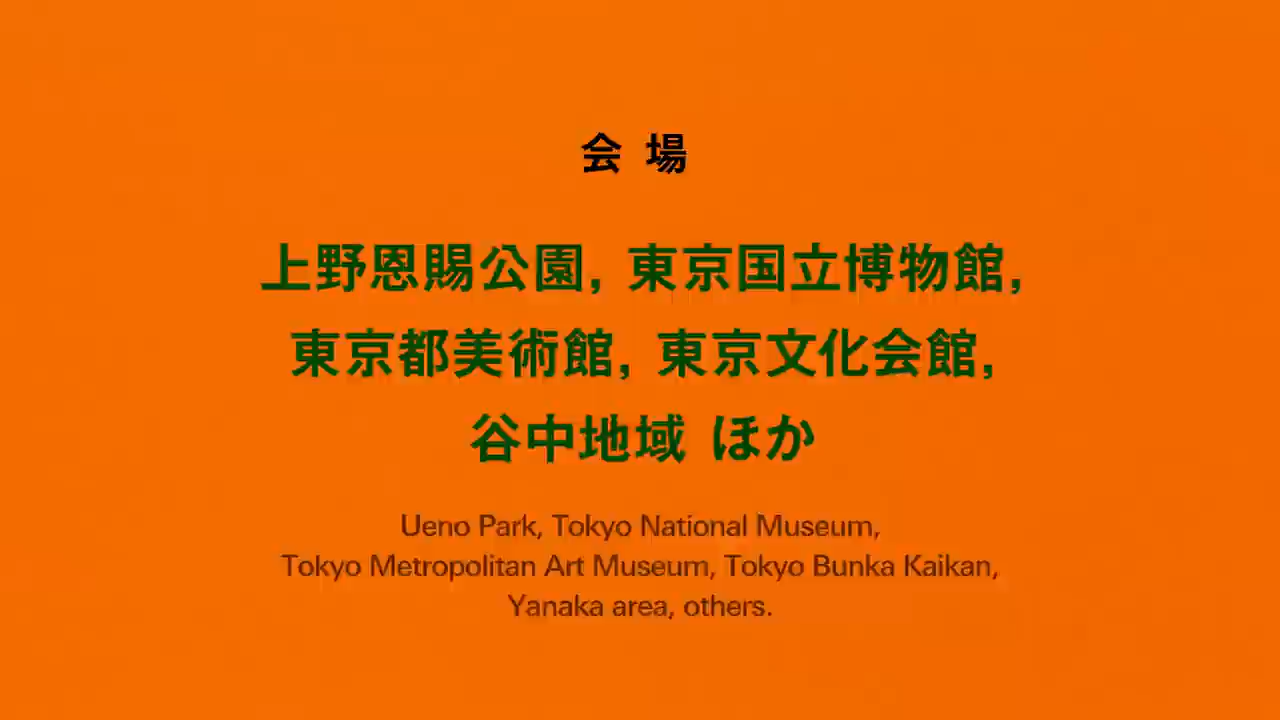 会場
上野恩賜公園, 東京国立博物館,
東京都美術館, 東京文化会館,
谷中地域 ほか
Ueno Park, Tokyo National Museum,
Tokyo Metropolitan Art Museum, Tokyo Bunka Kaikan,
Yanaka area, others.